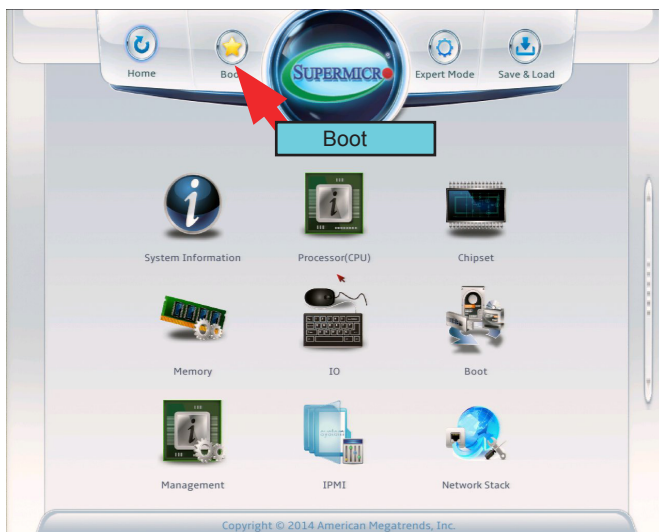 Home
Boo
SUPERMICRO
Expert Mode
Save & Load
Boot
System Information
Processor(CPU)
Chipset
Memory
IO
Boot
Management
IPMI
Network Stack
Copyright © 2014 American Megatrends, Inc.